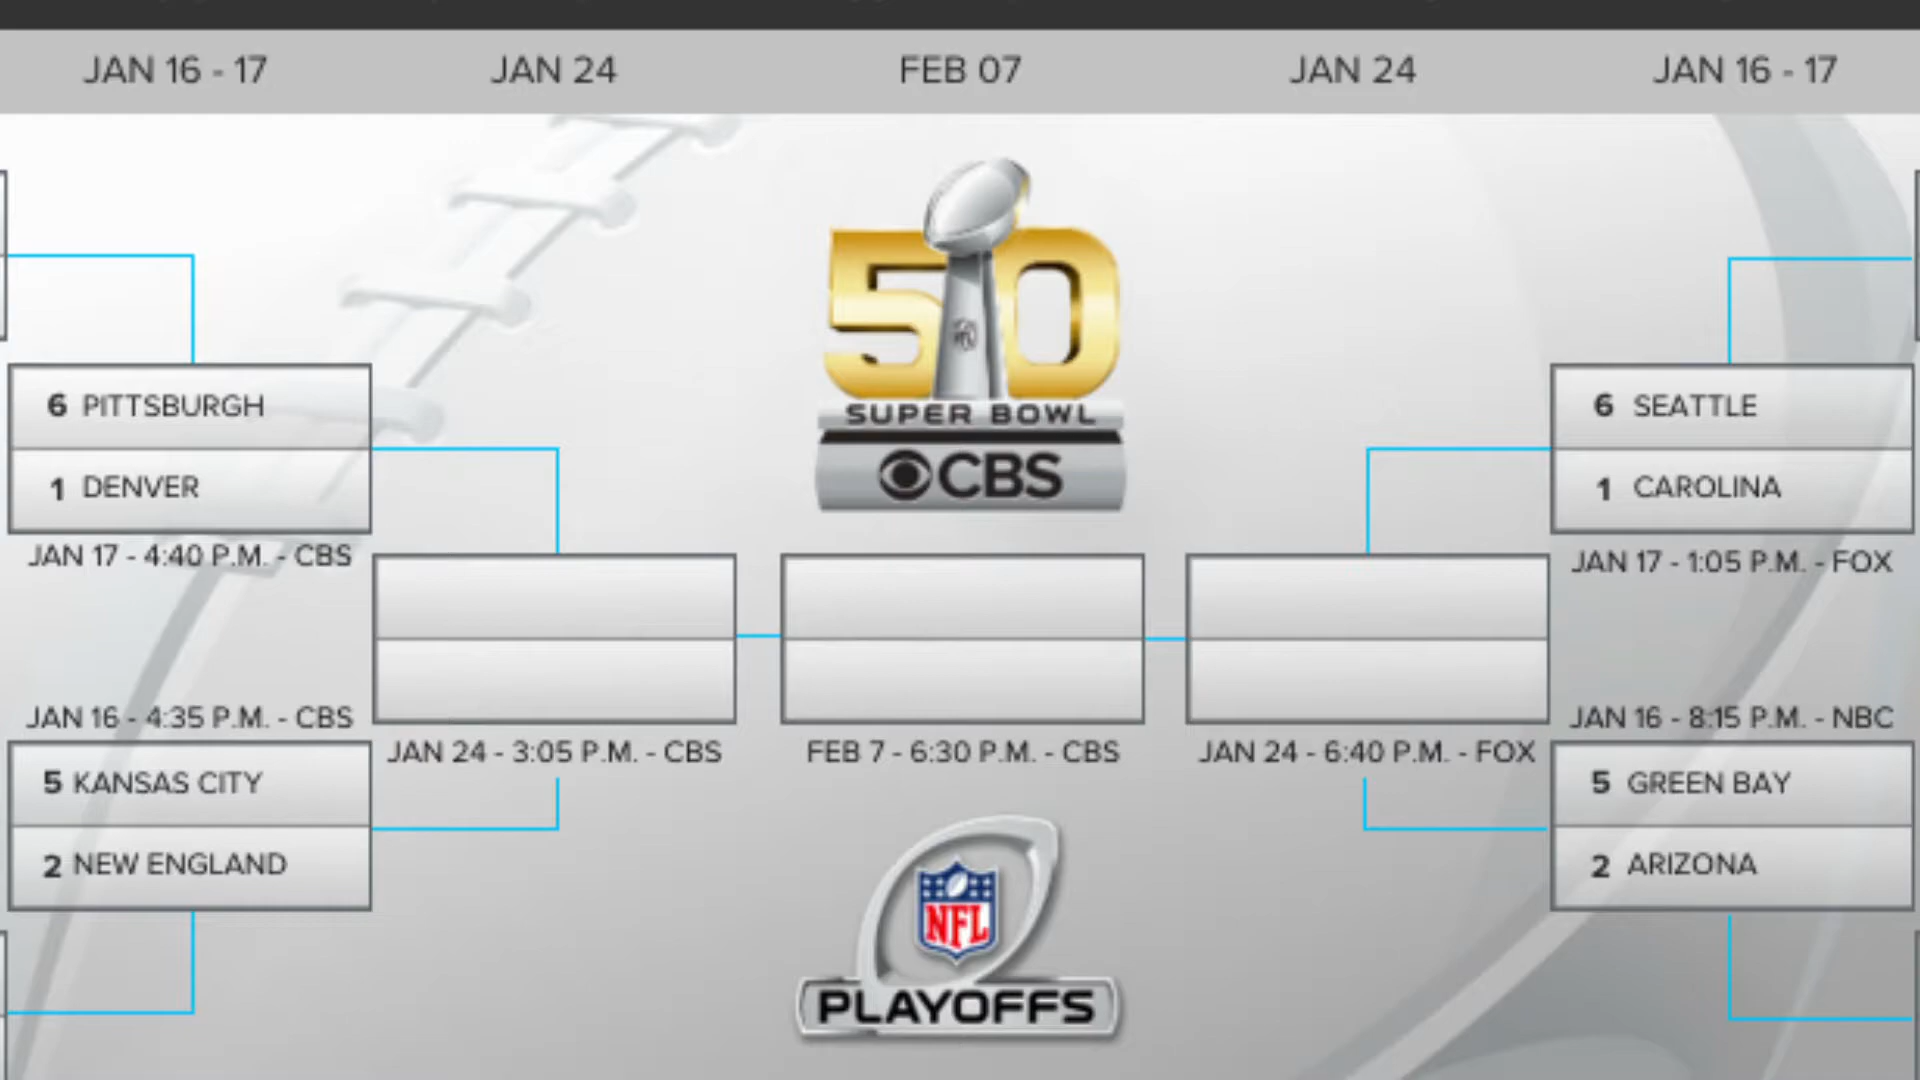 JAN 16 - 17
JAN 24
FEB 07
JAN 24
JAN 16 - 17
50
SUPER BOWL
CBS
6 PITTSBURGH
1 DENVER
JAN 17 - 4:40 P.M. - CBS
JAN 16 - 4:35 P.M. - CBS
5 KANSAS CITY
2 NEW ENGLAND
JAN 24 - 3:05 P.M. - CBS
FEB 7 - 6:30 P.M. - CBS
JAN 24 - 6:40 P.M. - FOX
6 SEATTLE
1 CAROLINA
JAN 17 - 1:05 P.M. - FOX
JAN 16 - 8:15 P.M. - NBC
5 GREEN BAY
2 ARIZONA
NFL
PLAYOFFS